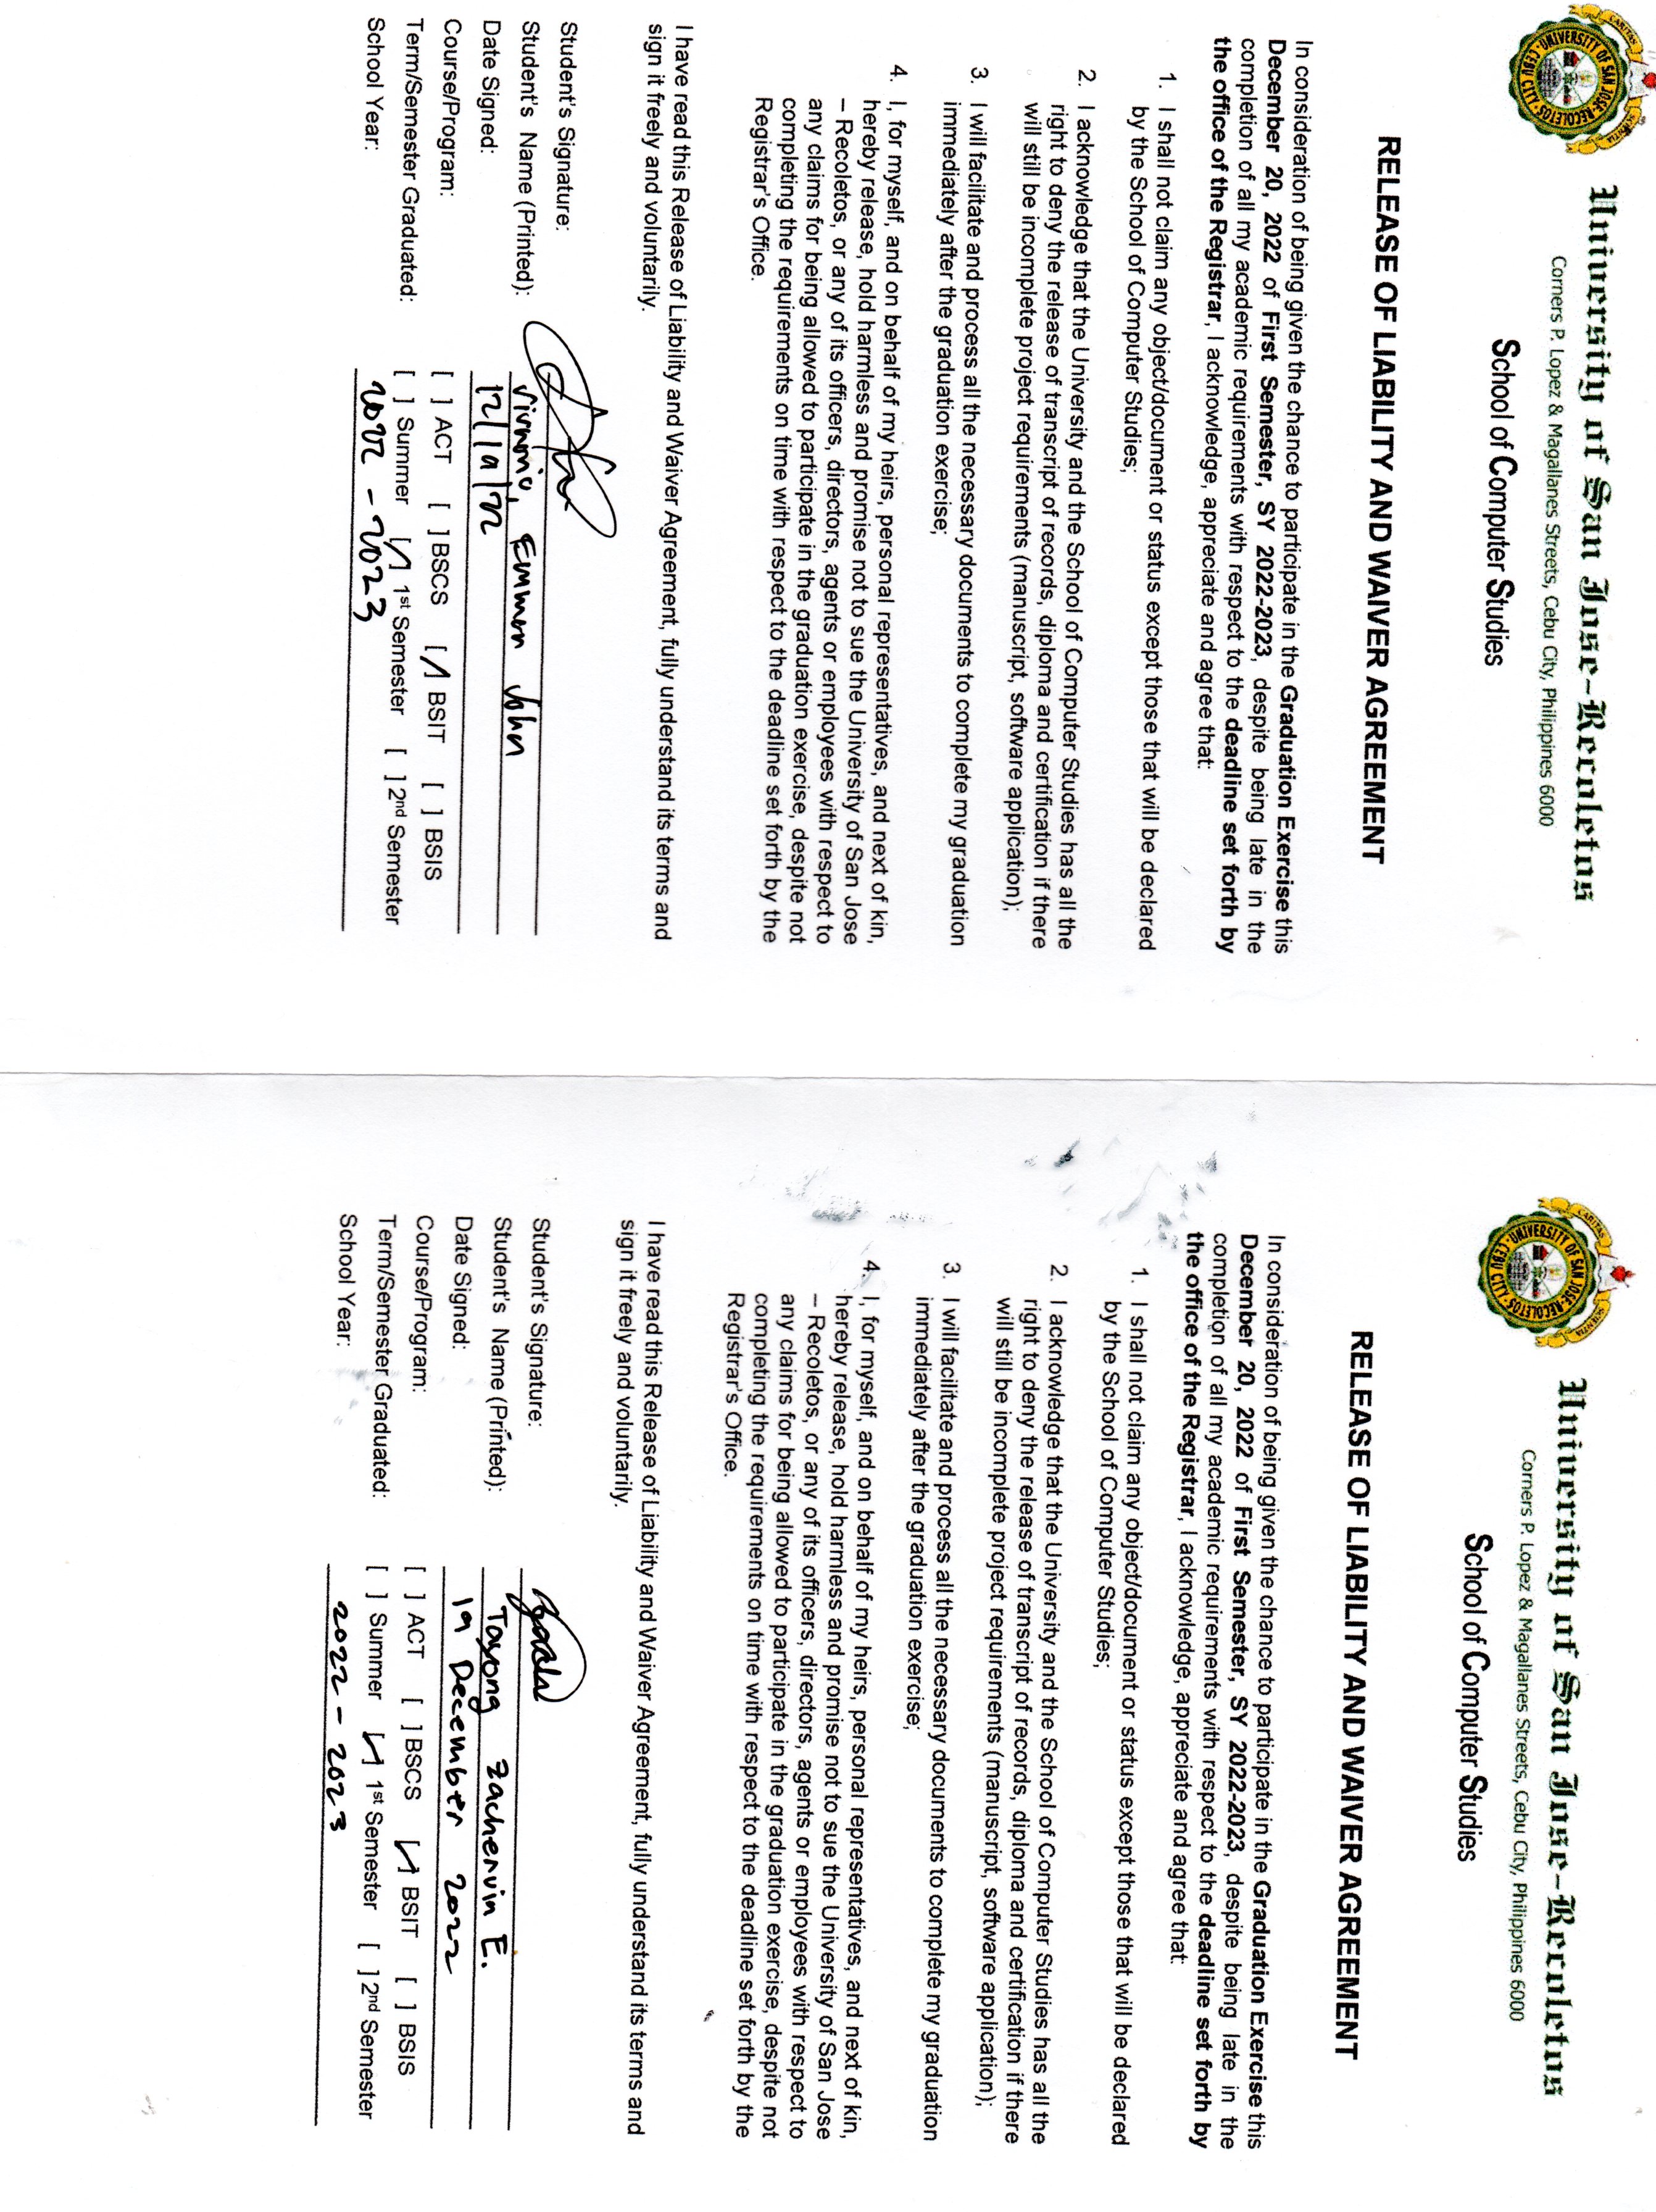 University of San Jose-Recoletos
Corners P. Lopez & Magallanes Streets, Cebu City, Philippines 6000
School of Computer Studies
RELEASE OF LIABILITY AND WAIVER AGREEMENT
In consideration of being given the chance to participate in the Graduation Exercise this
December 20, 2022 of First Semester, SY 2022-2023, despite being late in the
completion of all my academic requirements with respect to the deadline set forth by
the office of the Registrar, I acknowledge, appreciate and agree that:
1. I shall not claim any object/document or status except those that will be declared
by the School of Computer Studies;
2. I acknowledge that the University and the School of Computer Studies has all the
right to deny the release of transcript of records, diploma and certification if there
will still be incomplete project requirements (manuscript, software application);
3. I will facilitate and process all the necessary documents to complete my graduation
immediately after the graduation exercise;
4. I, for myself, and on behalf of my heirs, personal representatives, and next of kin,
hereby release, hold harmless and promise not to sue the University of San Jose
– Recoletos, or any of its officers, directors, agents or employees with respect to
any claims for being allowed to participate in the graduation exercise, despite not
completing the requirements on time with respect to the deadline set forth by the
Registrar's Office.
I have read this Release of Liability and Waiver Agreement, fully understand its terms and
sign it freely and voluntarily.
Student's Signature:
Student's Name (Printed): Emmon John
Date Signed: 12/19/22
Course/Program: [ ] ACT [ ] BSCS [/] BSIT [ ] BSIS
Term/Semester Graduated: [ ] Summer [/] 1st Semester [ ] 2nd Semester
School Year: 2022 - 2023
UNIVERSITY OF SAN JOSE-RECOLETOS
CEBU CITY
CARITAS
SCIENTIA
University of San Jose-Recoletos
Corners P. Lopez & Magallanes Streets, Cebu City, Philippines 6000
School of Computer Studies
RELEASE OF LIABILITY AND WAIVER AGREEMENT
In consideration of being given the chance to participate in the Graduation Exercise this
December 20, 2022 of First Semester, SY 2022-2023, despite being late in the
completion of all my academic requirements with respect to the deadline set forth by
the office of the Registrar, I acknowledge, appreciate and agree that:
1. I shall not claim any object/document or status except those that will be declared
by the School of Computer Studies;
2. I acknowledge that the University and the School of Computer Studies has all the
right to deny the release of transcript of records, diploma and certification if there
will still be incomplete project requirements (manuscript, software application);
3. I will facilitate and process all the necessary documents to complete my graduation
immediately after the graduation exercise;
4. I, for myself, and on behalf of my heirs, personal representatives, and next of kin,
hereby release, hold harmless and promise not to sue the University of San Jose
– Recoletos, or any of its officers, directors, agents or employees with respect to
any claims for being allowed to participate in the graduation exercise, despite not
completing the requirements on time with respect to the deadline set forth by the
Registrar's Office.
I have read this Release of Liability and Waiver Agreement, fully understand its terms and
sign it freely and voluntarily.
Student's Signature:
Student's Name (Printed): Tayong Zachervin E.
Date Signed: 19 December 2022
Course/Program: [ ] ACT [ ] BSCS [/] BSIT [ ] BSIS
Term/Semester Graduated: [ ] Summer [/] 1st Semester [ ] 2nd Semester
School Year: 2022 - 2023
UNIVERSITY OF SAN JOSE-RECOLETOS
CEBU CITY
CARITAS
SCIENTIA